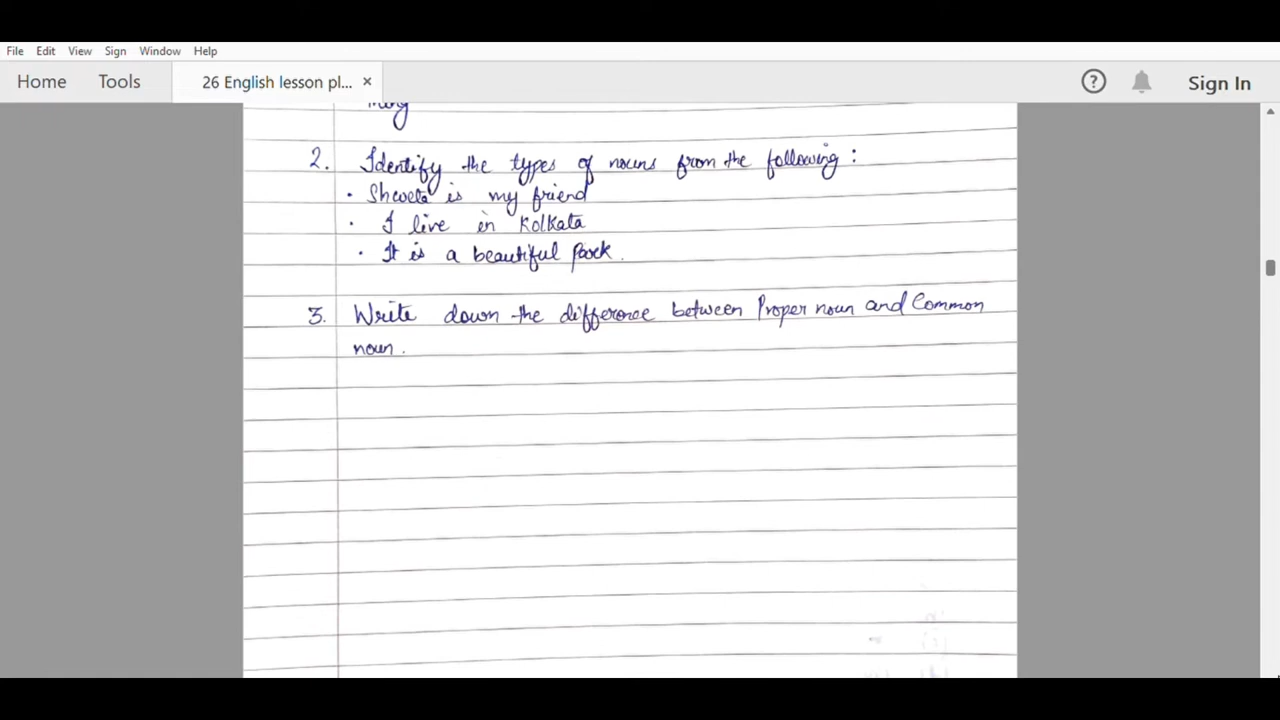 File Edit View Sign Window Help
Home Tools 26 English lesson pl... × Sign In
2. Identify the types of nouns from the following :
· Shweta is my friend
· I live in Kolkata
· It is a beautiful Park.
3. Write down the difference between Proper noun and Common
noun.